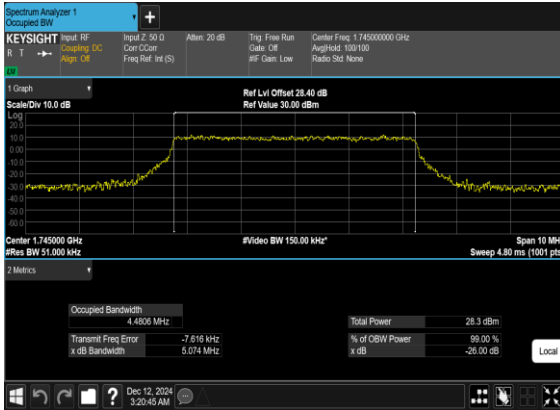 Spectrum Analyzer 1
Occupied BW
+
KEYSIGHT
R T
LXI
Input: RF
Coupling: DC
Align: Off
Input Z: 50 Ω
Corr CCorr
Freq Ref: Int (S)
Atten: 20 dB
Trig: Free Run
Gate: Off
#IF Gain: Low
Center Freq: 1.745000000 GHz
Avg|Hold: 100/100
Radio Std: None
1 Graph
Scale/Div 10.0 dB
Ref Lvl Offset 28.40 dB
Ref Value 30.00 dBm
Log
20.0
10.0
0.00
-10.0
-20.0
-30.0
-40.0
-50.0
-60.0
Center 1.745000 GHz
#Res BW 51.000 kHz
#Video BW 150.00 kHz*
Span 10 MH
Sweep 4.80 ms (1001 pts
2 Metrics
Occupied Bandwidth
4.4806 MHz
Total Power 28.3 dBm
Transmit Freq Error -7.616 kHz
% of OBW Power 99.00 %
x dB Bandwidth 5.074 MHz
x dB -26.00 dB
Local
?
Dec 12, 2024
3:20:45 AM